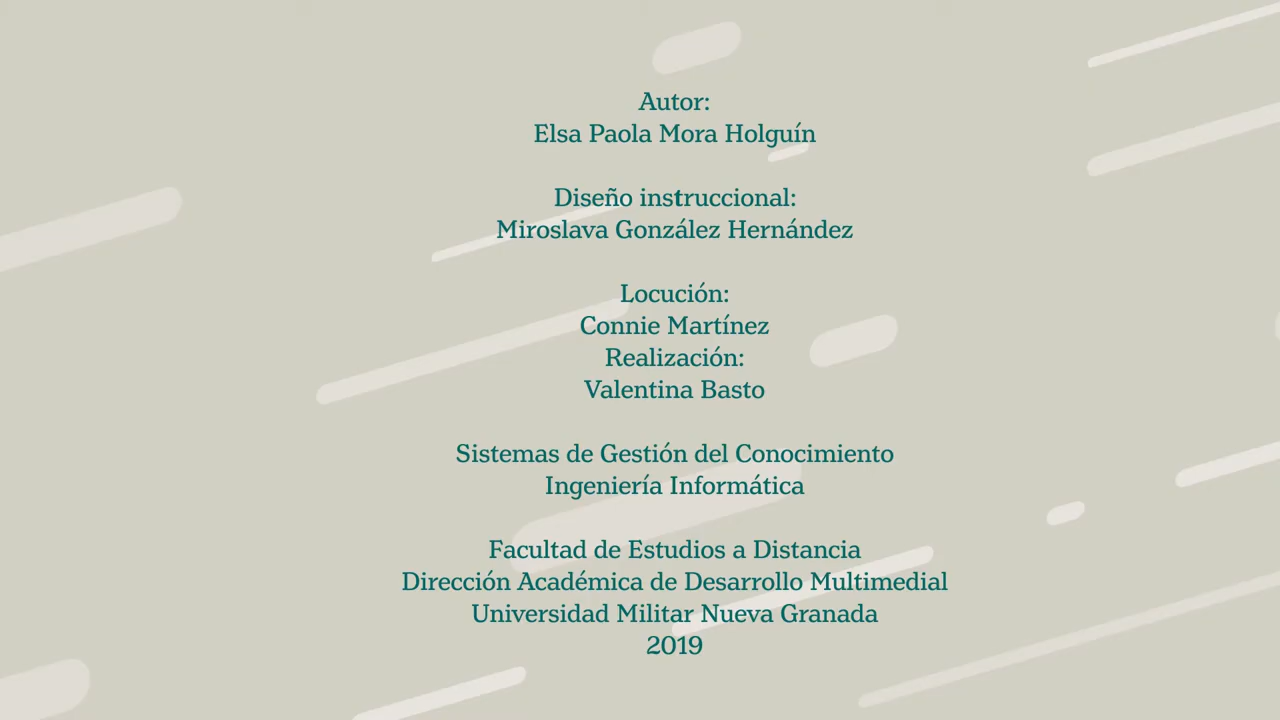 Autor:
Elsa Paola Mora Holguín
Diseño instruccional:
Miroslava González Hernández
Locución:
Connie Martínez
Realización:
Valentina Basto
Sistemas de Gestión del Conocimiento
Ingeniería Informática
Facultad de Estudios a Distancia
Dirección Académica de Desarrollo Multimedial
Universidad Militar Nueva Granada
2019